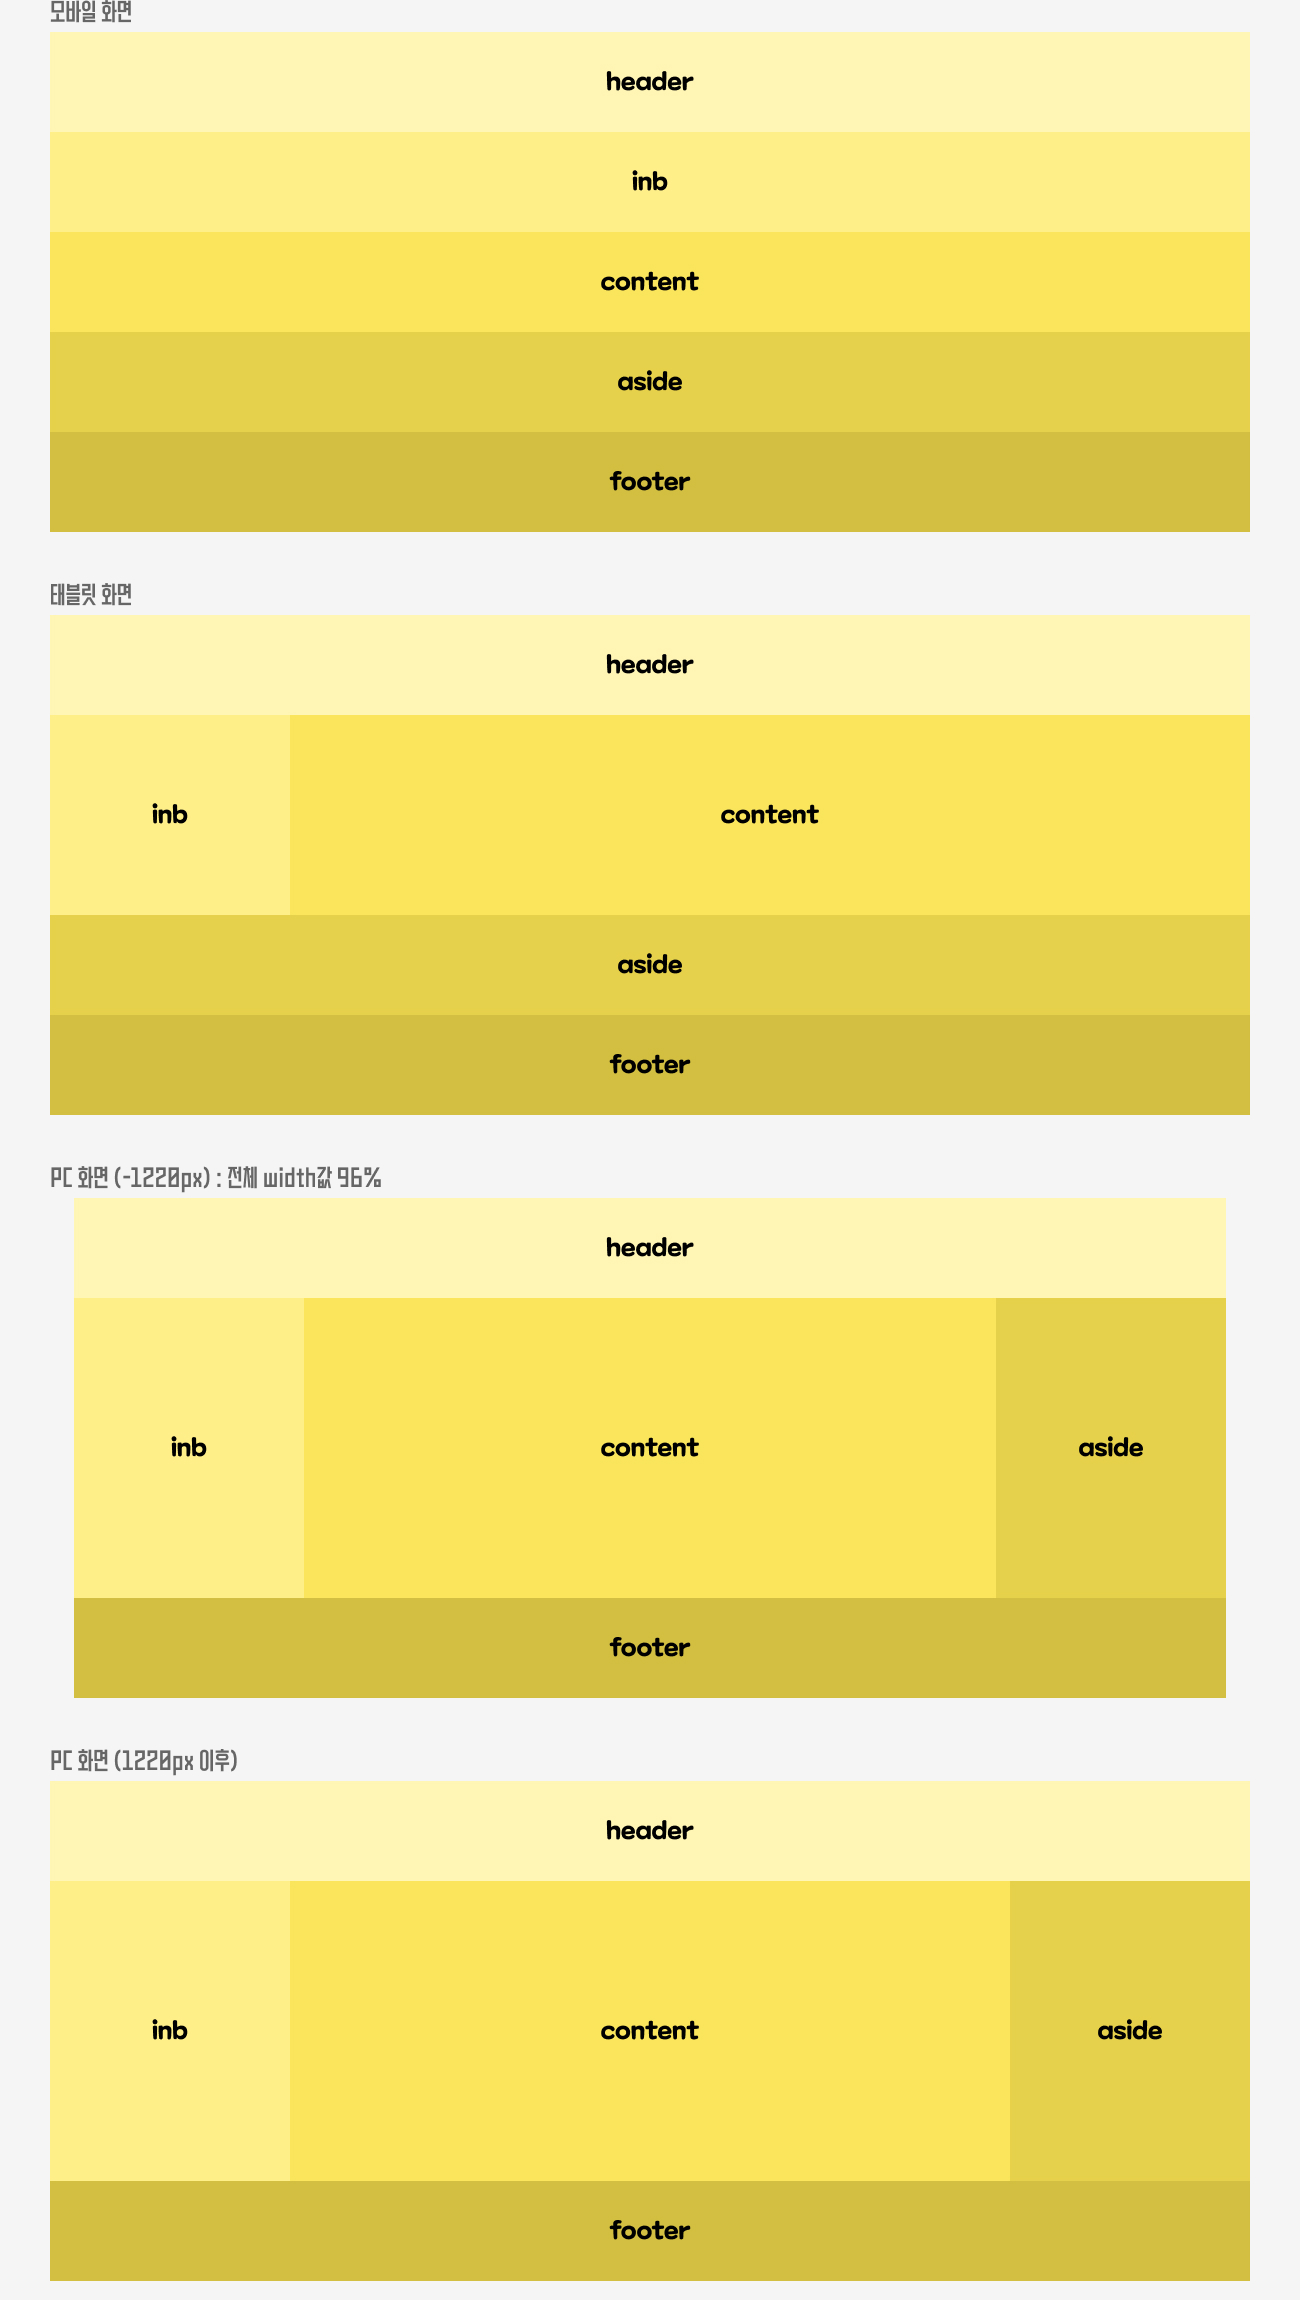 모바일 화면
header
inb
content
aside
footer
태블릿 화면
header
inb content
aside
footer
PC 화면 (-1220px) : 전체 width값 96%
header
inb content aside
footer
PC 화면 (1220px 이후)
header
inb content aside
footer